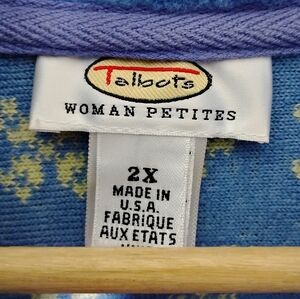 Talbots
WOMAN PETITES
2X
MADE IN
U.S.A.
FABRIQUE
AUX ETATS